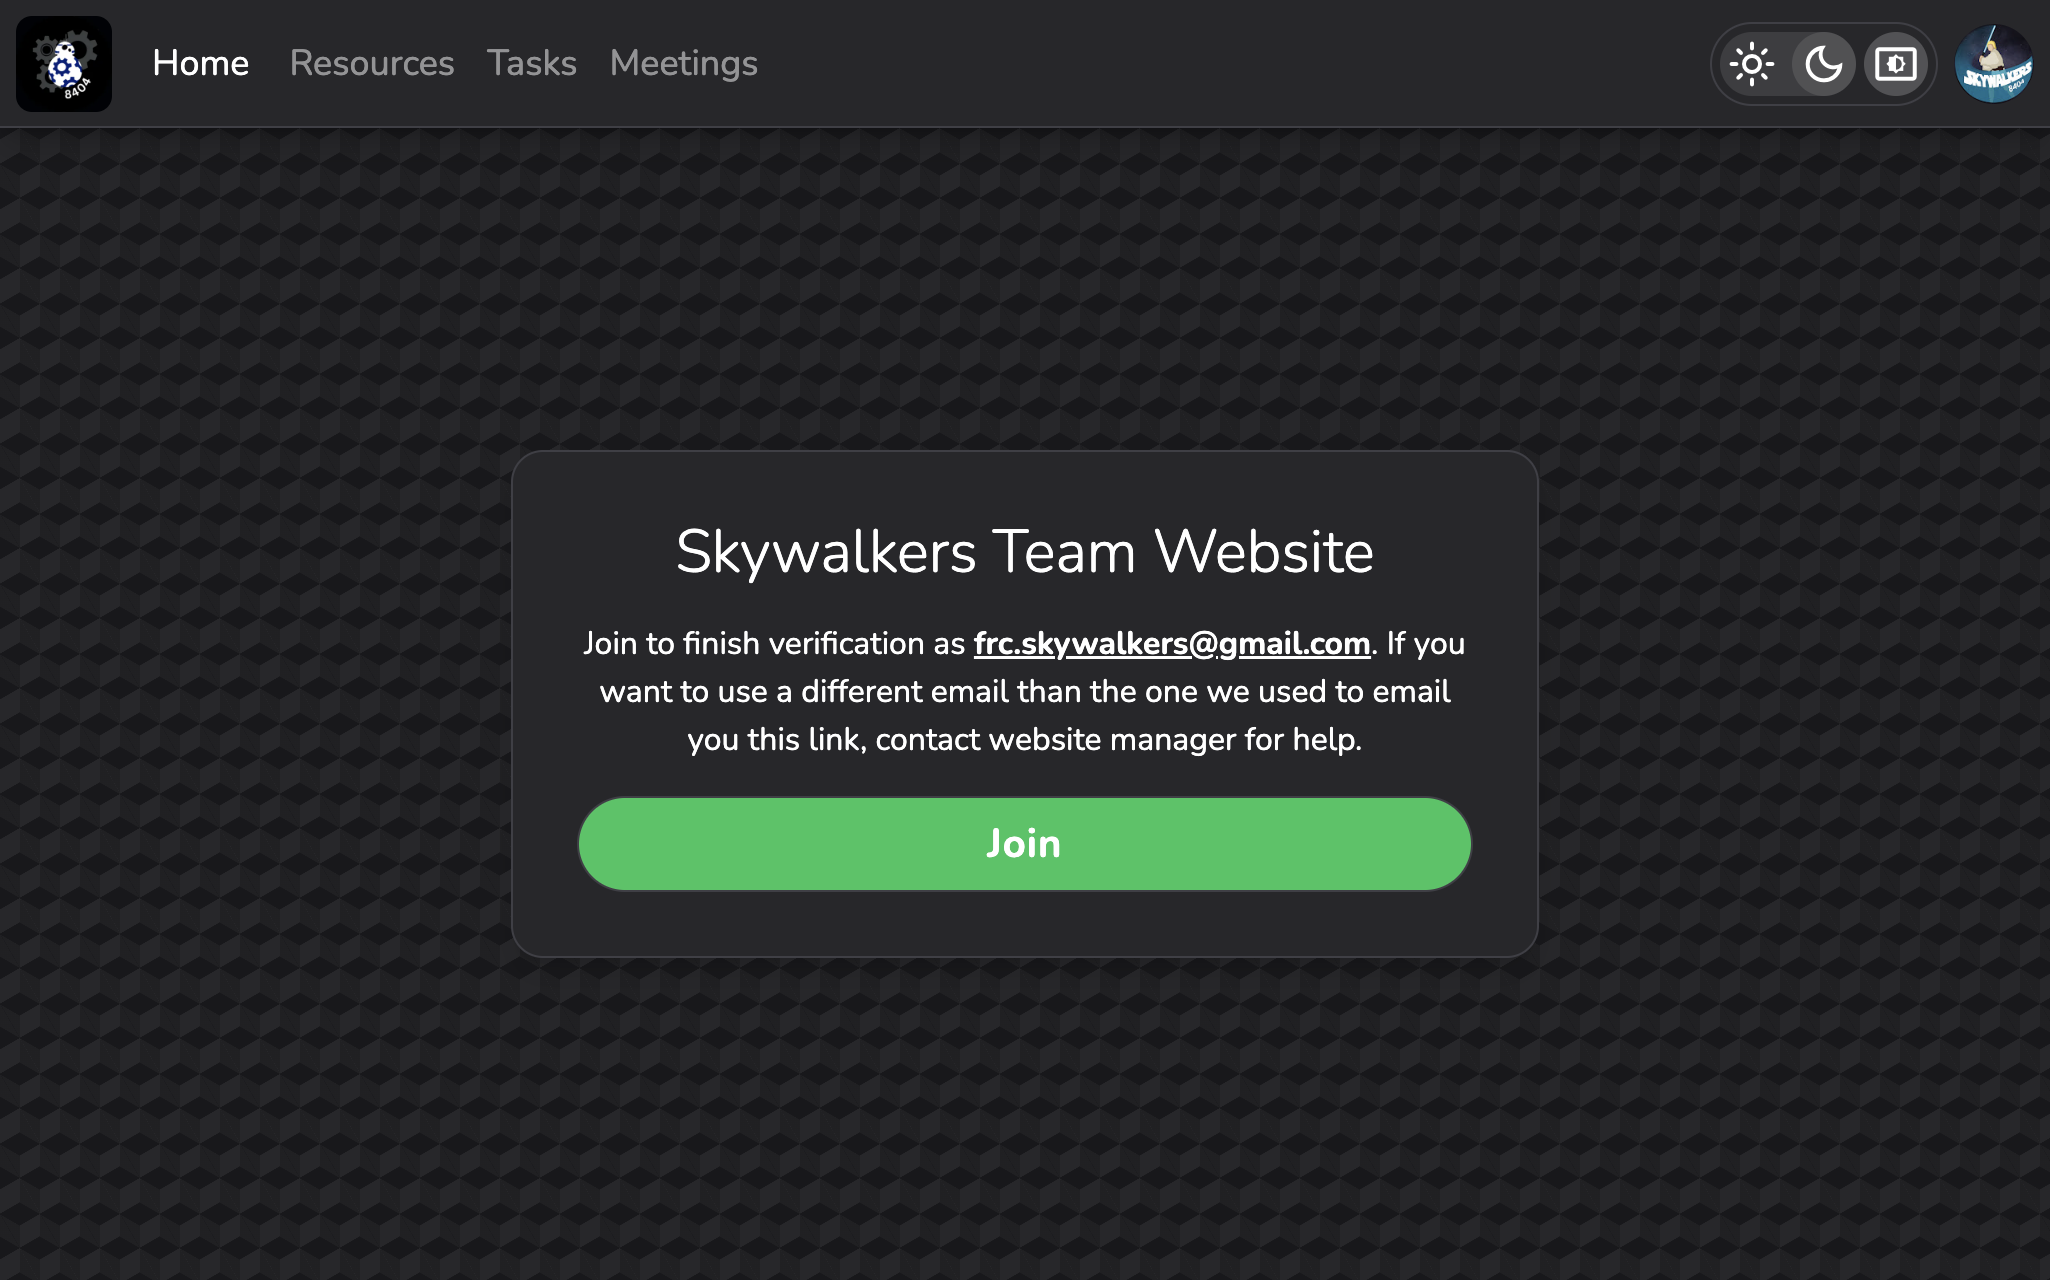 8404
Home Resources Tasks Meetings
SKYWALKERS
8404
Skywalkers Team Website
Join to finish verification as frc.skywalkers@gmail.com. If you
want to use a different email than the one we used to email
you this link, contact website manager for help.
Join